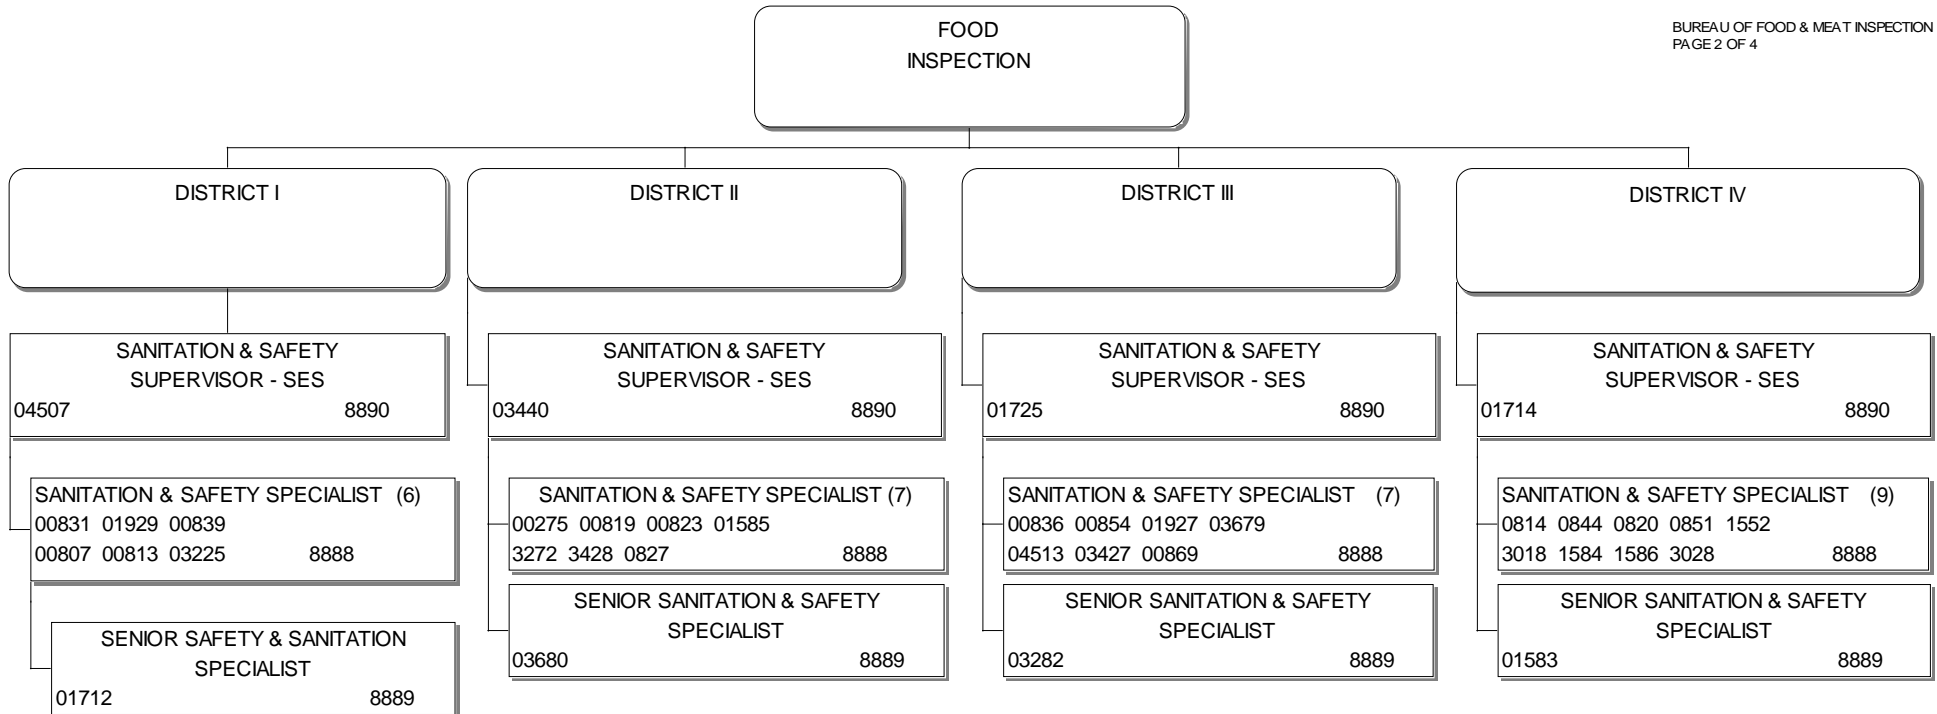 FOOD
INSPECTION
BUREAU OF FOOD & MEAT INSPECTION
PAGE 2 OF 4
DISTRICT I
DISTRICT II
DISTRICT III
DISTRICT IV
SANITATION & SAFETY
SUPERVISOR - SES
04507 8890
SANITATION & SAFETY
SUPERVISOR - SES
03440 8890
SANITATION & SAFETY
SUPERVISOR - SES
01725 8890
SANITATION & SAFETY
SUPERVISOR - SES
01714 8890
SANITATION & SAFETY SPECIALIST (6)
00831 01929 00839
00807 00813 03225 8888
SANITATION & SAFETY SPECIALIST (7)
00275 00819 00823 01585
3272 3428 0827 8888
SANITATION & SAFETY SPECIALIST (7)
00836 00854 01927 03679
04513 03427 00869 8888
SANITATION & SAFETY SPECIALIST (9)
0814 0844 0820 0851 1552
3018 1584 1586 3028 8888
SENIOR SAFETY & SANITATION
SPECIALIST
01712 8889
SENIOR SANITATION & SAFETY
SPECIALIST
03680 8889
SENIOR SANITATION & SAFETY
SPECIALIST
03282 8889
SENIOR SANITATION & SAFETY
SPECIALIST
01583 8889